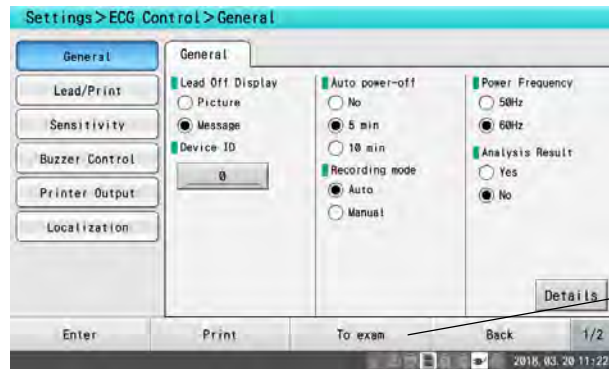 Settings>ECG Control>General
General
Lead/Print
Sensitivity
Buzzer Control
Printer Output
Localization
General
Lead Off Display
Picture
Message
Device ID
0
Auto power-off
No
5 min
10 min
Recording mode
Auto
Manual
Power Frequency
50Hz
60Hz
Analysis Result
Yes
No
Details
Enter
Print
To exam
Back
1/2
2018.03.20 11:22